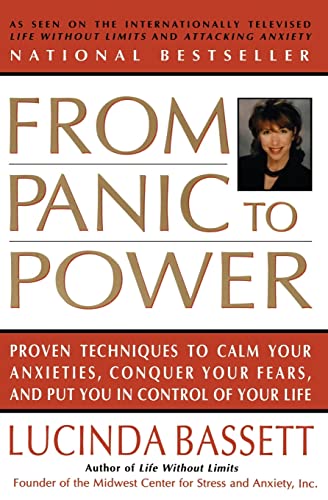 AS SEEN ON THE INTERNATIONALLY TELEVISED
LIFE WITHOUT LIMITS AND ATTACKING ANXIETY
NATIONAL BESTSELLER
FROM
PANIC TO
POWER
PROVEN TECHNIQUES TO CALM YOUR
ANXIETIES, CONQUER YOUR FEARS,
AND PUT YOU IN CONTROL OF YOUR LIFE
LUCINDA BASSETT
Author of Life Without Limits
Founder of the Midwest Center for Stress and Anxiety, Inc.